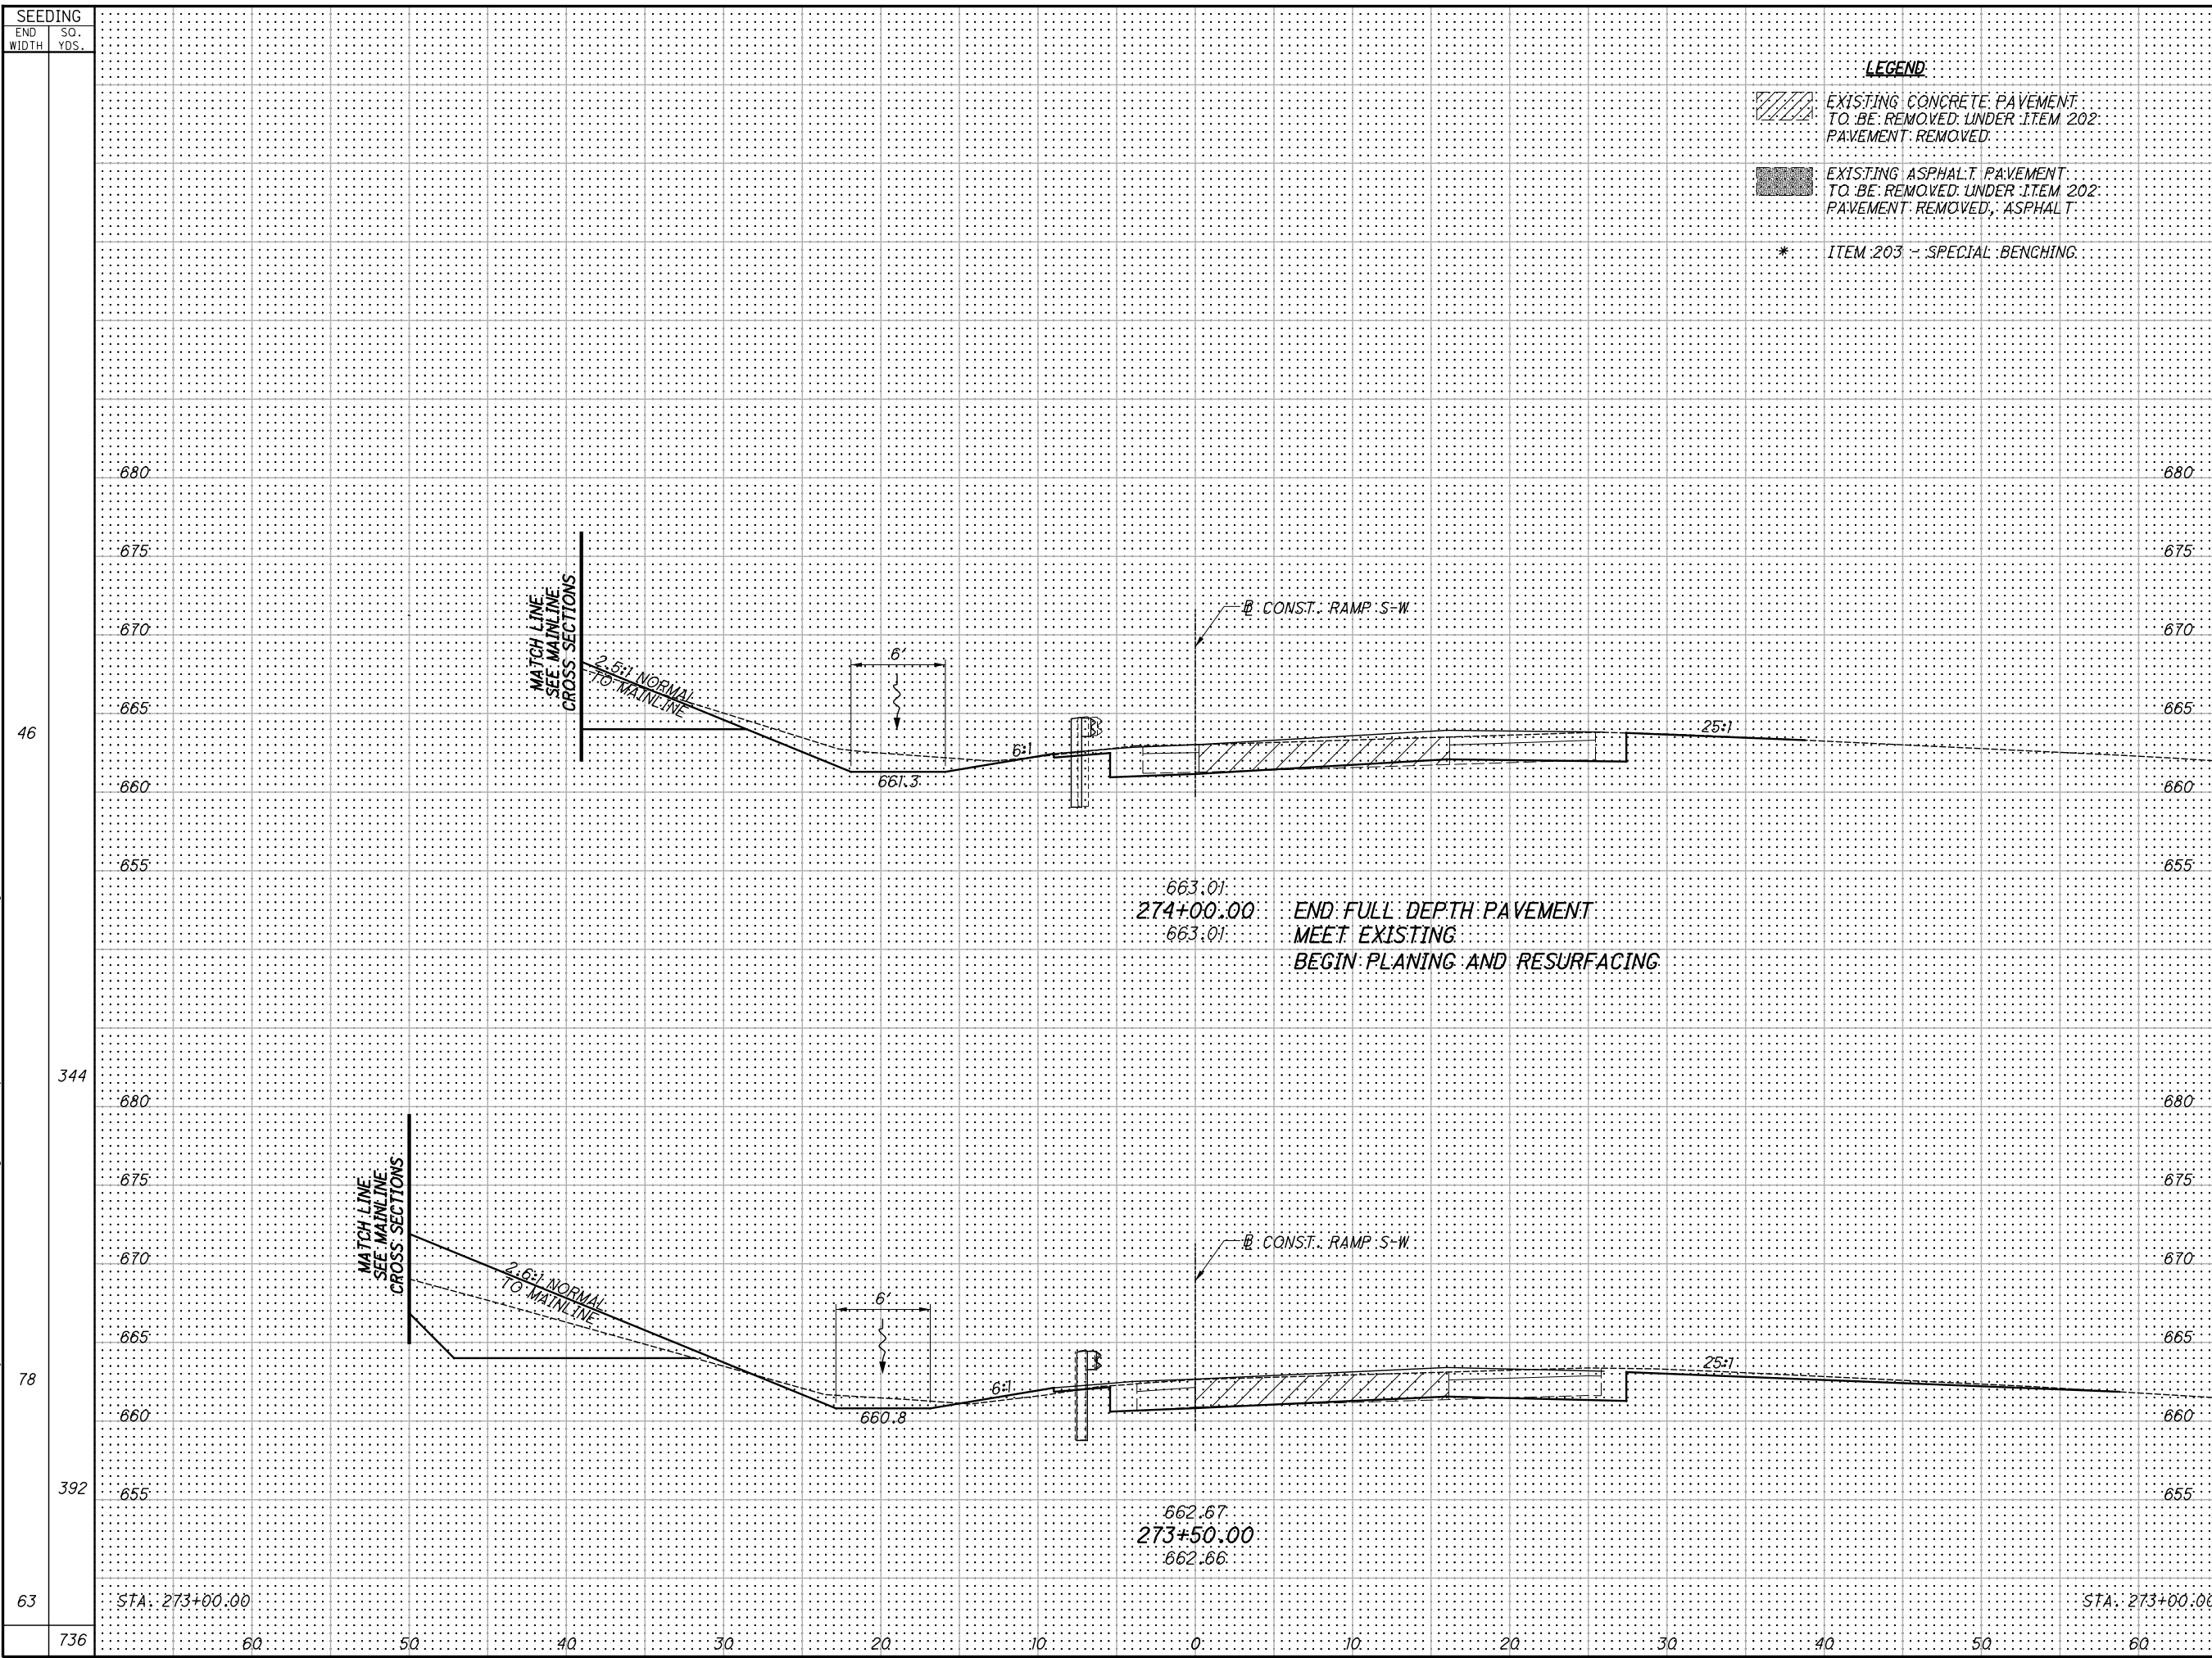 SEEDING
END WIDTH
SQ. YDS.
LEGEND
EXISTING CONCRETE PAVEMENT
TO BE REMOVED UNDER ITEM 202
PAVEMENT REMOVED
EXISTING ASPHALT PAVEMENT
TO BE REMOVED UNDER ITEM 202
PAVEMENT REMOVED, ASPHALT
* ITEM 203 - SPECIAL BENCHING
680 680
675 675
MATCH LINE
SEE MAINLINE
CROSS SECTIONS
℄ CONST. RAMP S-W
670 670
2.5:1 NORMAL
TO MAINLINE
6'
665 665
46
6:1
25:1
661.3
660 660
655 655
663.01
274+00.00 END FULL DEPTH PAVEMENT
663.01 MEET EXISTING
BEGIN PLANING AND RESURFACING
344
680 680
675 675
MATCH LINE
SEE MAINLINE
CROSS SECTIONS
℄ CONST. RAMP S-W
670 670
2.6:1 NORMAL
TO MAINLINE
6'
665 665
78
6:1
25:1
660.8
660 660
392
655 655
662.67
273+50.00
662.66
63
STA. 273+00.00 STA. 273+00.00
736
60 50 40 30 20 10 0 10 20 30 40 50 60